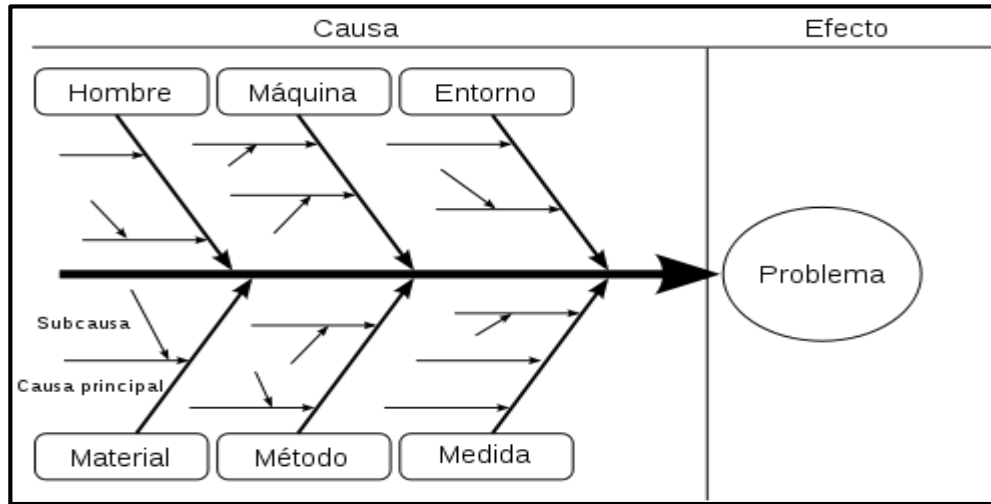 Causa
Efecto
Hombre
Máquina
Entorno
Problema
Subcausa
Causa principal
Material
Método
Medida